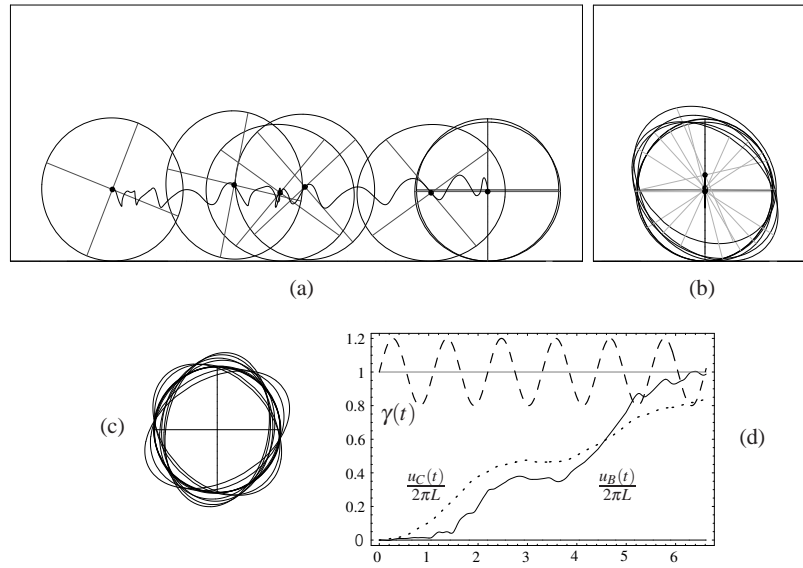 (a)
(b)
(c)
1.2
1
0.8
0.6
0.4
0.2
0
γ(t)
u_C(t)
2πL
u_B(t)
2πL
0 1 2 3 4 5 6
(d)